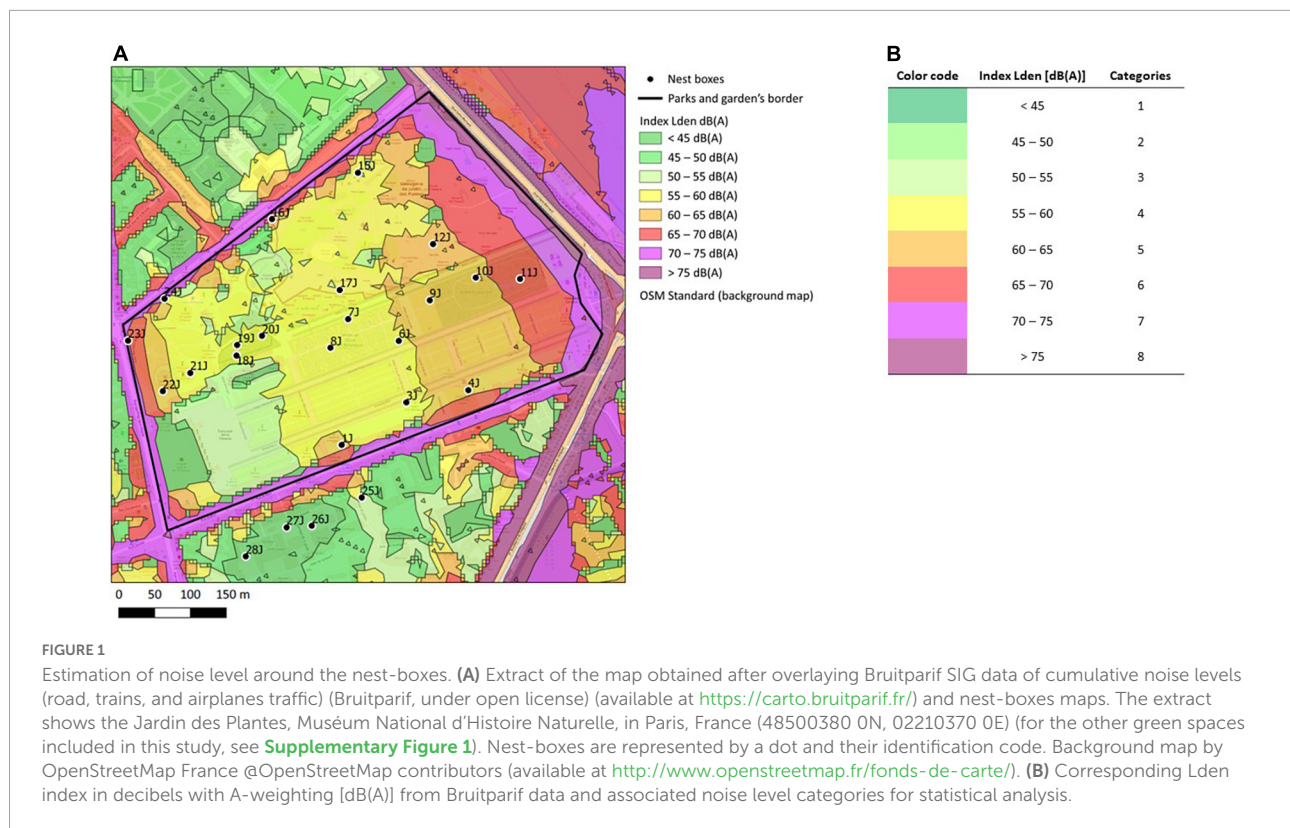 A
B
Nest boxes
Parks and garden's border
Index Lden dB(A)
< 45 dB(A)
45 – 50 dB(A)
50 – 55 dB(A)
55 – 60 dB(A)
60 – 65 dB(A)
65 – 70 dB(A)
70 – 75 dB(A)
> 75 dB(A)
OSM Standard (background map)
Color code Index Lden [dB(A)] Categories
< 45 1
45 – 50 2
50 – 55 3
55 – 60 4
60 – 65 5
65 – 70 6
70 – 75 7
> 75 8
15J
16J
12J
10J
11J
17J
9J
24J
7J
23J
19J
20J
6J
8J
18J
21J
22J
4J
3J
1J
25J
27J
26J
28J
0 50 100 150 m
FIGURE 1
Estimation of noise level around the nest-boxes. (A) Extract of the map obtained after overlaying Bruitparif SIG data of cumulative noise levels
(road, trains, and airplanes traffic) (Bruitparif, under open license) (available at https://carto.bruitparif.fr/) and nest-boxes maps. The extract
shows the Jardin des Plantes, Muséum National d'Histoire Naturelle, in Paris, France (48500380 0N, 02210370 0E) (for the other green spaces
included in this study, see Supplementary Figure 1). Nest-boxes are represented by a dot and their identification code. Background map by
OpenStreetMap France @OpenStreetMap contributors (available at http://www.openstreetmap.fr/fonds-de-carte/). (B) Corresponding Lden
index in decibels with A-weighting [dB(A)] from Bruitparif data and associated noise level categories for statistical analysis.